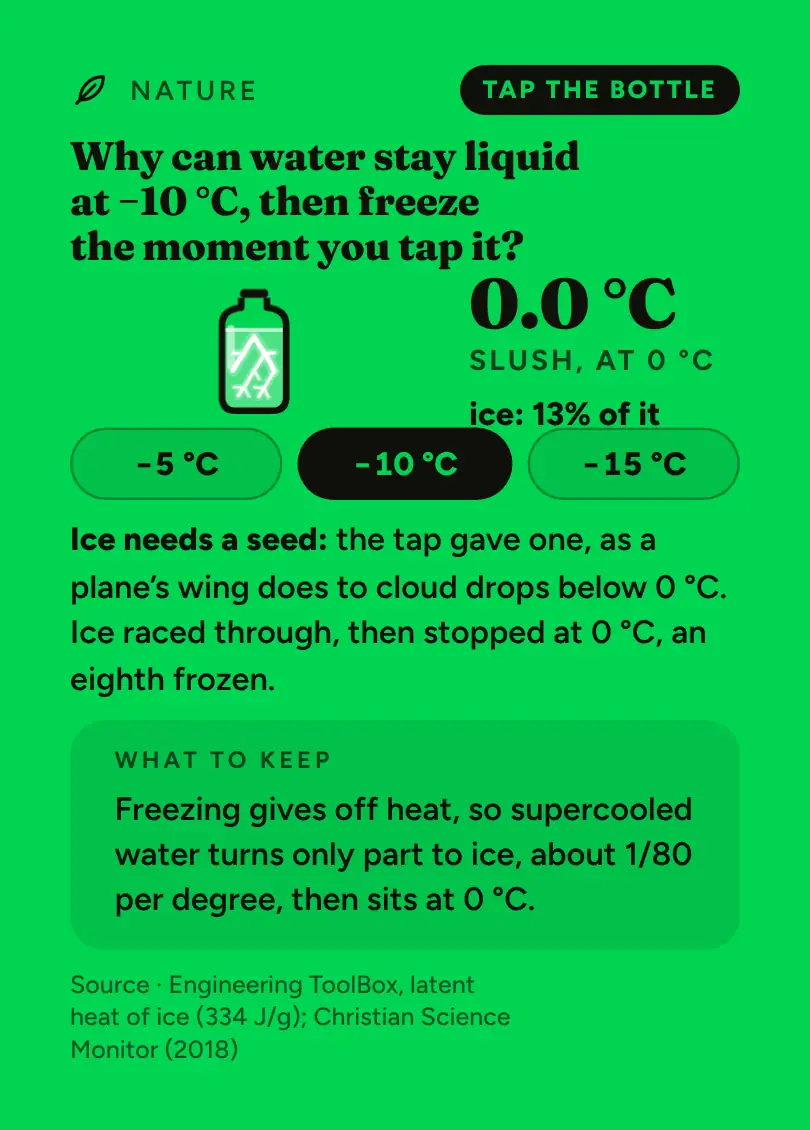 NATURE
TAP THE BOTTLE
Why can water stay liquid
at −10 °C, then freeze
the moment you tap it?
0.0 °C
SLUSH, AT 0 °C
ice: 13% of it
−5 °C
−10 °C
−15 °C
Ice needs a seed: the tap gave one, as a
plane’s wing does to cloud drops below 0 °C.
Ice raced through, then stopped at 0 °C, an
eighth frozen.
WHAT TO KEEP
Freezing gives off heat, so supercooled
water turns only part to ice, about 1/80
per degree, then sits at 0 °C.
Source · Engineering ToolBox, latent
heat of ice (334 J/g); Christian Science
Monitor (2018)